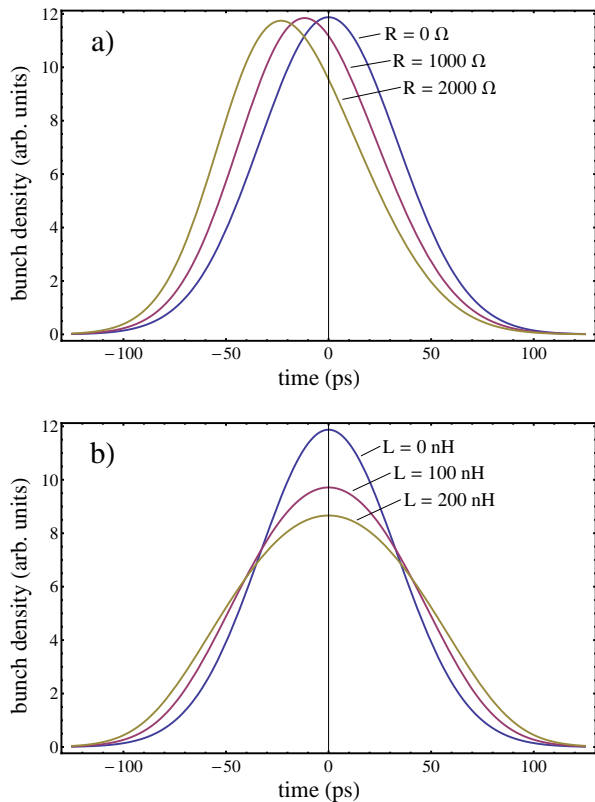 a)
R = 0 Ω
R = 1000 Ω
R = 2000 Ω
bunch density (arb. units)
12
10
8
6
4
2
0
−100
−50
0
50
100
time (ps)
b)
L = 0 nH
L = 100 nH
L = 200 nH
bunch density (arb. units)
12
10
8
6
4
2
0
−100
−50
0
50
100
time (ps)